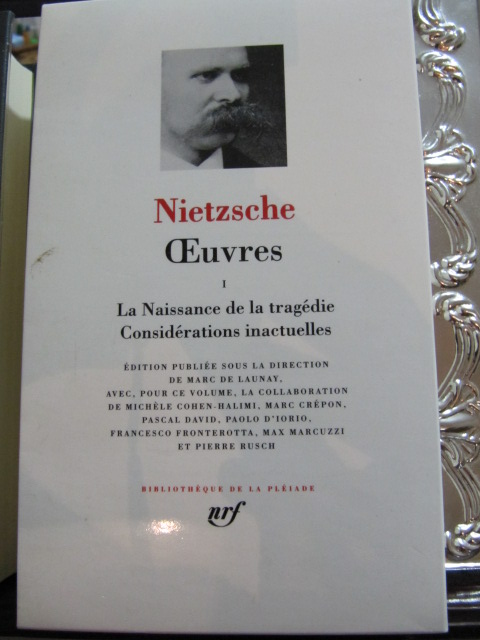 Nietzsche
Œuvres
I
La Naissance de la tragédie
Considérations inactuelles
ÉDITION PUBLIÉE SOUS LA DIRECTION
DE MARC DE LAUNAY,
AVEC, POUR CE VOLUME, LA COLLABORATION
DE MICHÈLE COHEN-HALIMI, MARC CRÉPON,
PASCAL DAVID, PAOLO D'IORIO,
FRANCESCO FRONTEROTTA, MAX MARCUZZI
ET PIERRE RUSCH
BIBLIOTHÈQUE DE LA PLÉIADE
nrf